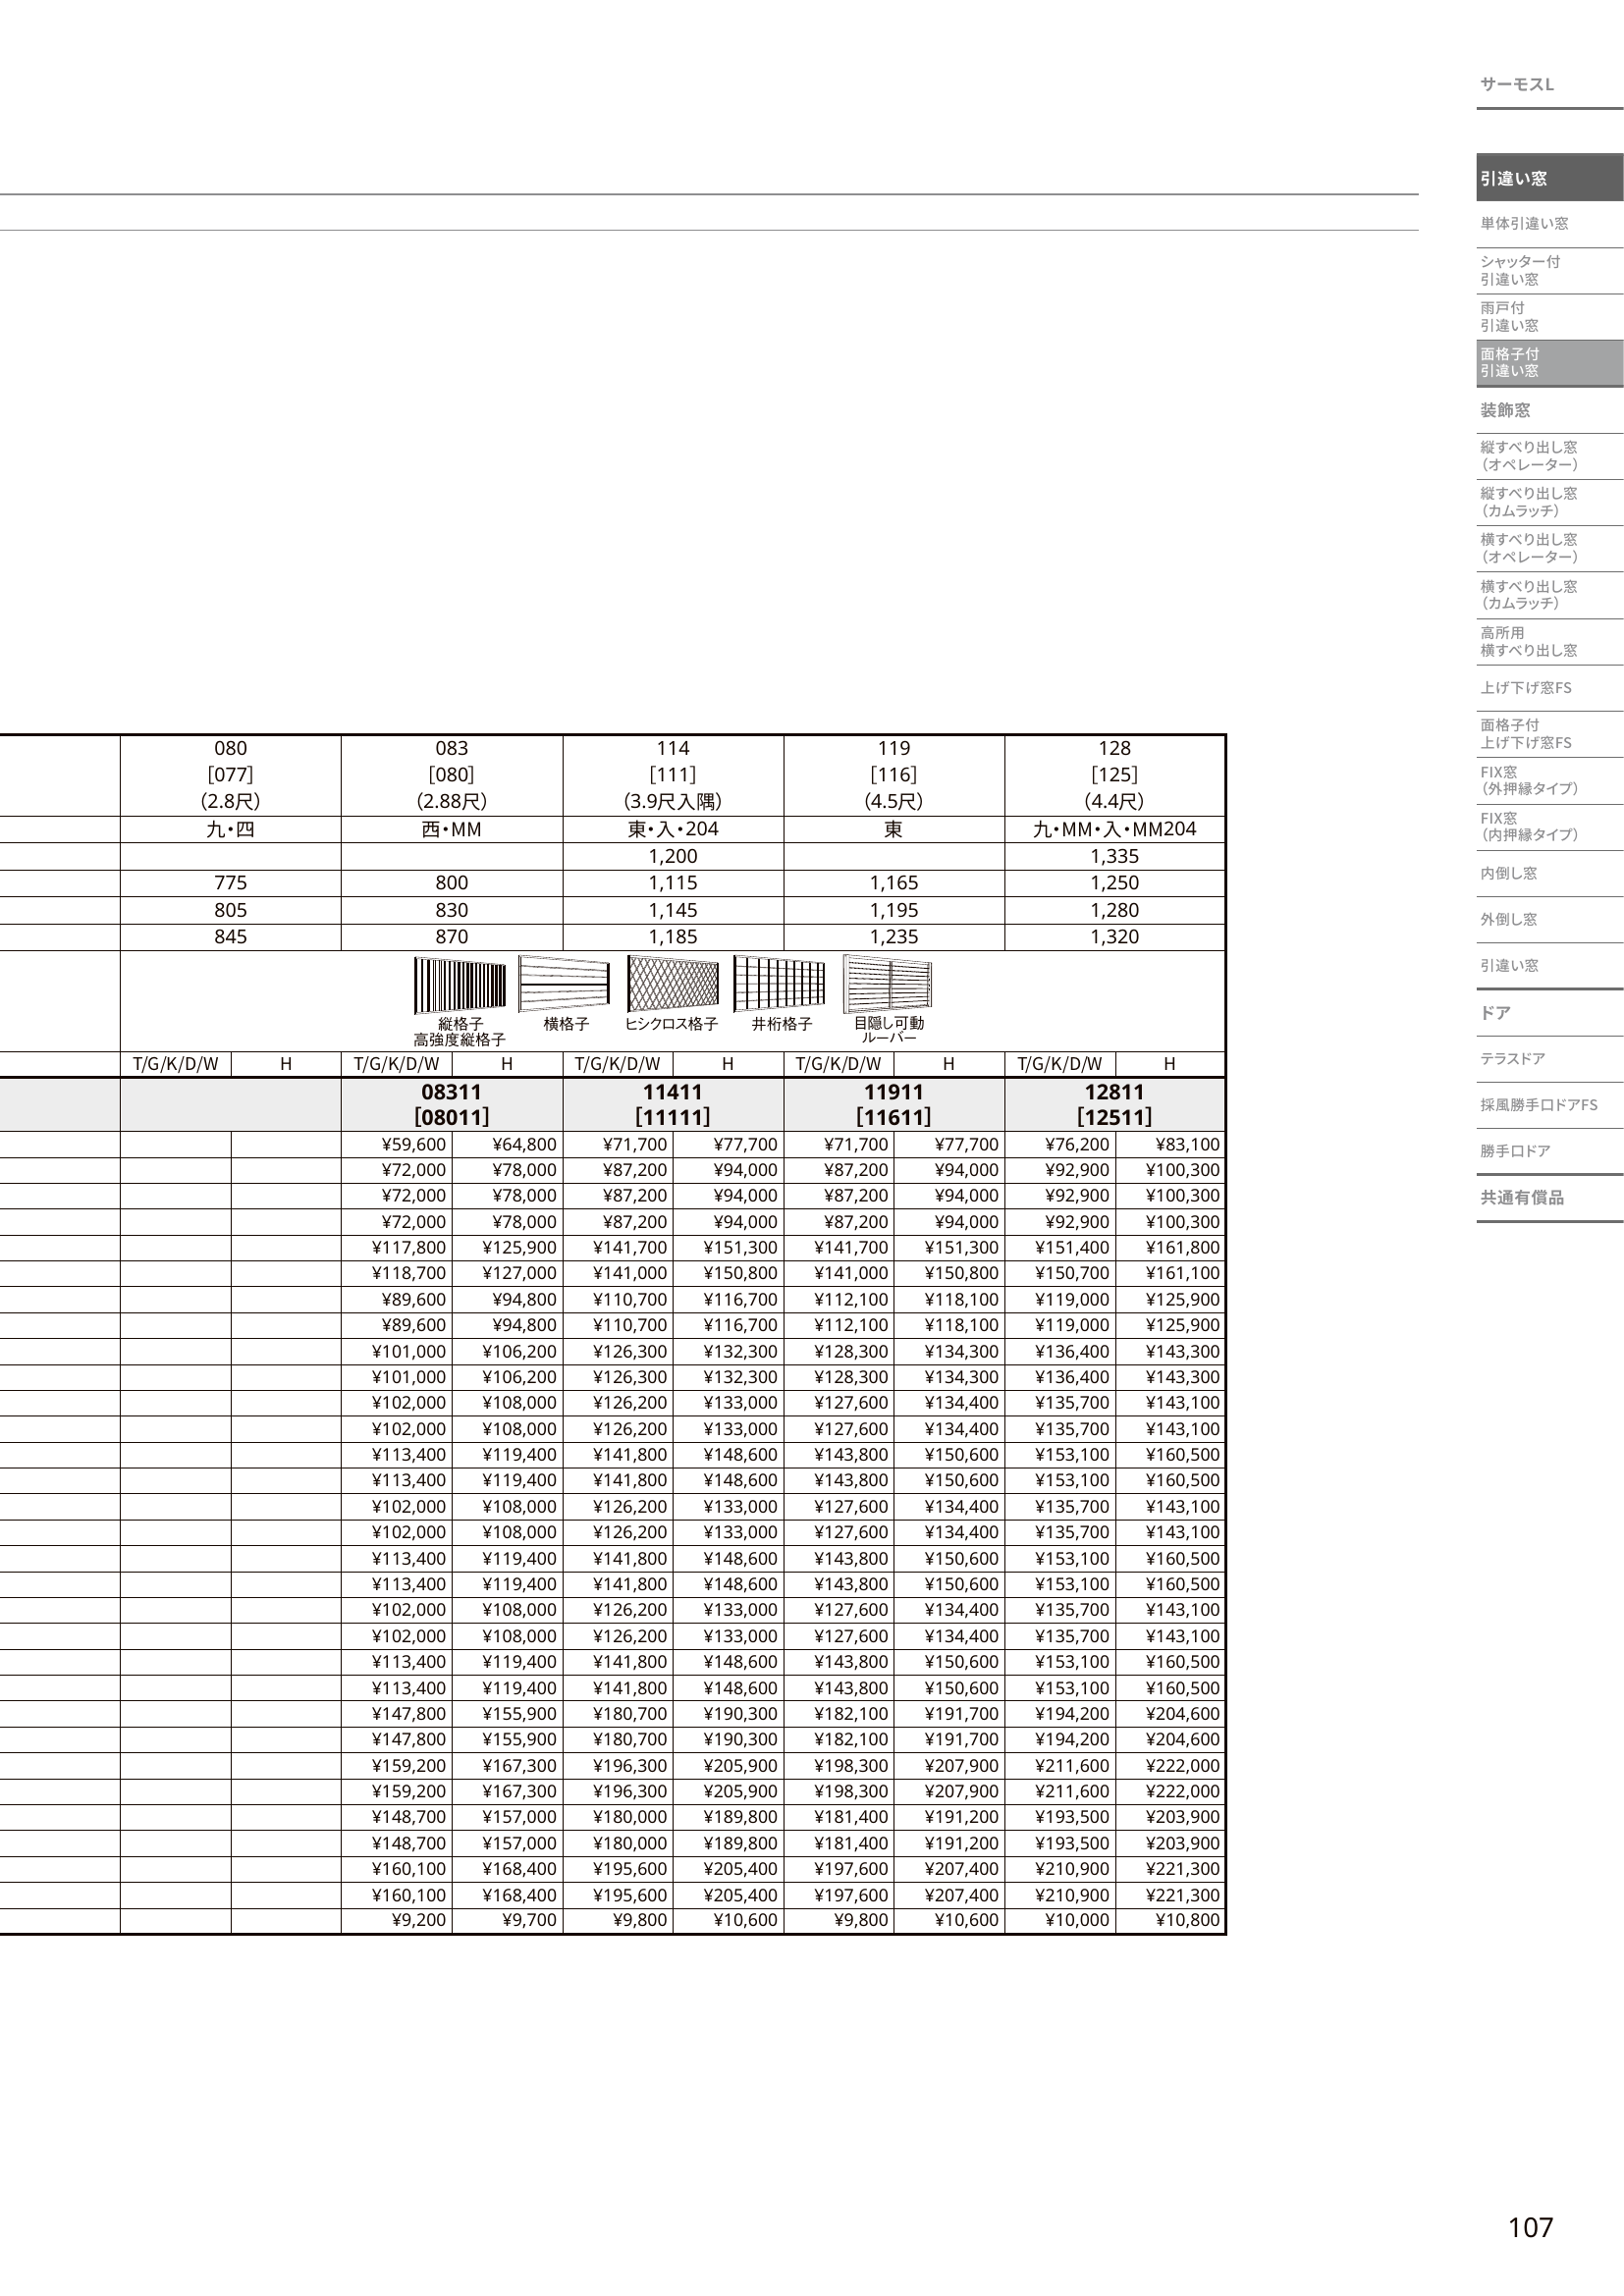 サーモスL
引違い窓
単体引違い窓
シャッター付
引違い窓
雨戸付
引違い窓
面格子付
引違い窓
装飾窓
縦すべり出し窓
（オペレーター）
縦すべり出し窓
（カムラッチ）
横すべり出し窓
（オペレーター）
横すべり出し窓
（カムラッチ）
高所用
横すべり出し窓
上げ下げ窓FS
面格子付
上げ下げ窓FS
FIX窓
（外押縁タイプ）
FIX窓
（内押縁タイプ）
内倒し窓
外倒し窓
引違い窓
ドア
テラスドア
採風勝手口ドアFS
勝手口ドア
共通有償品
080 083 114 119 128
［077］ ［080］ ［111］ ［116］ ［125］
（2.8尺） （2.88尺） （3.9尺入隅） （4.5尺） （4.4尺）
九・四 西・MM 東・入・204 東 九・MM・入・MM204
1,200 1,335
775 800 1,115 1,165 1,250
805 830 1,145 1,195 1,280
845 870 1,185 1,235 1,320
縦格子 横格子 ヒシクロス格子 井桁格子 目隠し可動
高強度縦格子 ルーバー
T/G/K/D/W H T/G/K/D/W H T/G/K/D/W H T/G/K/D/W H T/G/K/D/W H
08311 11411 11911 12811
［08011］ ［11111］ ［11611］ ［12511］
¥59,600 ¥64,800 ¥71,700 ¥77,700 ¥71,700 ¥77,700 ¥76,200 ¥83,100
¥72,000 ¥78,000 ¥87,200 ¥94,000 ¥87,200 ¥94,000 ¥92,900 ¥100,300
¥72,000 ¥78,000 ¥87,200 ¥94,000 ¥87,200 ¥94,000 ¥92,900 ¥100,300
¥72,000 ¥78,000 ¥87,200 ¥94,000 ¥87,200 ¥94,000 ¥92,900 ¥100,300
¥117,800 ¥125,900 ¥141,700 ¥151,300 ¥141,700 ¥151,300 ¥151,400 ¥161,800
¥118,700 ¥127,000 ¥141,000 ¥150,800 ¥141,000 ¥150,800 ¥150,700 ¥161,100
¥89,600 ¥94,800 ¥110,700 ¥116,700 ¥112,100 ¥118,100 ¥119,000 ¥125,900
¥89,600 ¥94,800 ¥110,700 ¥116,700 ¥112,100 ¥118,100 ¥119,000 ¥125,900
¥101,000 ¥106,200 ¥126,300 ¥132,300 ¥128,300 ¥134,300 ¥136,400 ¥143,300
¥101,000 ¥106,200 ¥126,300 ¥132,300 ¥128,300 ¥134,300 ¥136,400 ¥143,300
¥102,000 ¥108,000 ¥126,200 ¥133,000 ¥127,600 ¥134,400 ¥135,700 ¥143,100
¥102,000 ¥108,000 ¥126,200 ¥133,000 ¥127,600 ¥134,400 ¥135,700 ¥143,100
¥113,400 ¥119,400 ¥141,800 ¥148,600 ¥143,800 ¥150,600 ¥153,100 ¥160,500
¥113,400 ¥119,400 ¥141,800 ¥148,600 ¥143,800 ¥150,600 ¥153,100 ¥160,500
¥102,000 ¥108,000 ¥126,200 ¥133,000 ¥127,600 ¥134,400 ¥135,700 ¥143,100
¥102,000 ¥108,000 ¥126,200 ¥133,000 ¥127,600 ¥134,400 ¥135,700 ¥143,100
¥113,400 ¥119,400 ¥141,800 ¥148,600 ¥143,800 ¥150,600 ¥153,100 ¥160,500
¥113,400 ¥119,400 ¥141,800 ¥148,600 ¥143,800 ¥150,600 ¥153,100 ¥160,500
¥102,000 ¥108,000 ¥126,200 ¥133,000 ¥127,600 ¥134,400 ¥135,700 ¥143,100
¥102,000 ¥108,000 ¥126,200 ¥133,000 ¥127,600 ¥134,400 ¥135,700 ¥143,100
¥113,400 ¥119,400 ¥141,800 ¥148,600 ¥143,800 ¥150,600 ¥153,100 ¥160,500
¥113,400 ¥119,400 ¥141,800 ¥148,600 ¥143,800 ¥150,600 ¥153,100 ¥160,500
¥147,800 ¥155,900 ¥180,700 ¥190,300 ¥182,100 ¥191,700 ¥194,200 ¥204,600
¥147,800 ¥155,900 ¥180,700 ¥190,300 ¥182,100 ¥191,700 ¥194,200 ¥204,600
¥159,200 ¥167,300 ¥196,300 ¥205,900 ¥198,300 ¥207,900 ¥211,600 ¥222,000
¥159,200 ¥167,300 ¥196,300 ¥205,900 ¥198,300 ¥207,900 ¥211,600 ¥222,000
¥148,700 ¥157,000 ¥180,000 ¥189,800 ¥181,400 ¥191,200 ¥193,500 ¥203,900
¥148,700 ¥157,000 ¥180,000 ¥189,800 ¥181,400 ¥191,200 ¥193,500 ¥203,900
¥160,100 ¥168,400 ¥195,600 ¥205,400 ¥197,600 ¥207,400 ¥210,900 ¥221,300
¥160,100 ¥168,400 ¥195,600 ¥205,400 ¥197,600 ¥207,400 ¥210,900 ¥221,300
¥9,200 ¥9,700 ¥9,800 ¥10,600 ¥9,800 ¥10,600 ¥10,000 ¥10,800
107